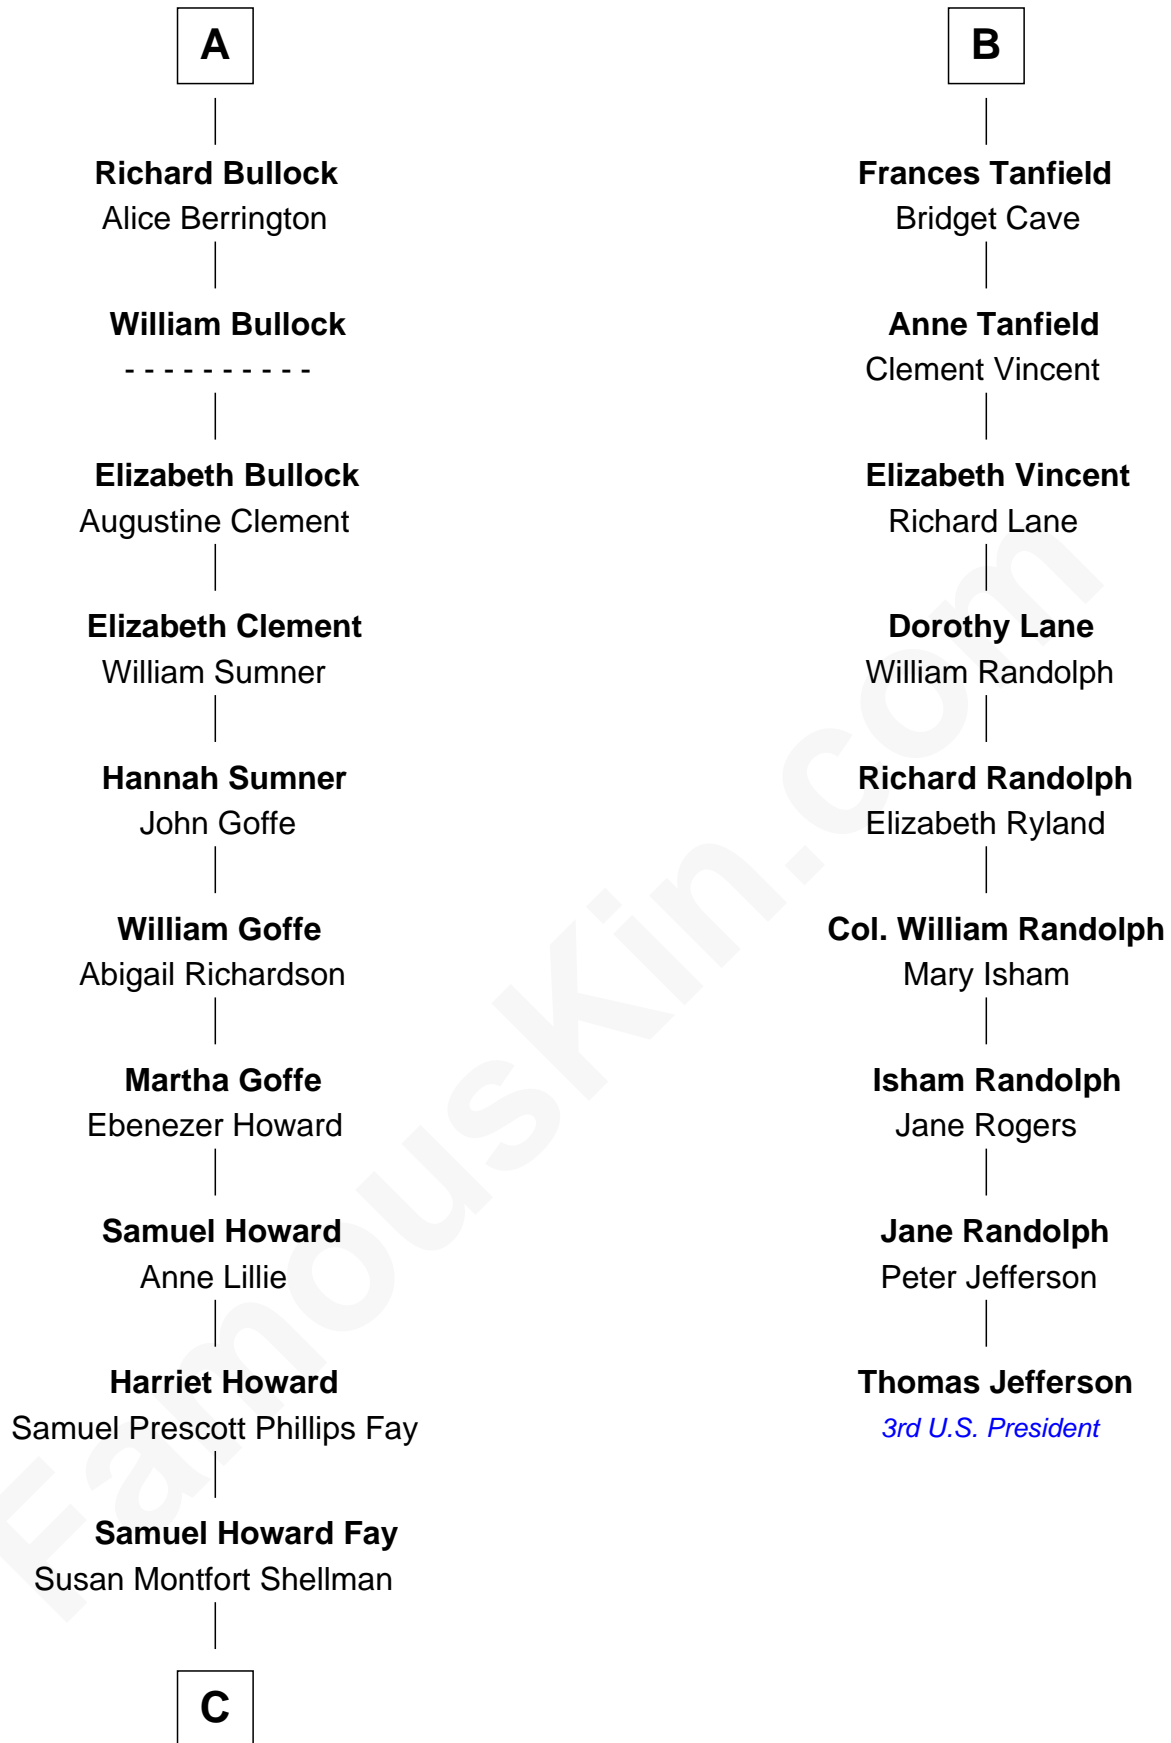 A
Richard Bullock
Alice Berrington
William Bullock
- - - - - - - - - -
Elizabeth Bullock
Augustine Clement
Elizabeth Clement
William Sumner
Hannah Sumner
John Goffe
William Goffe
Abigail Richardson
Martha Goffe
Ebenezer Howard
Samuel Howard
Anne Lillie
Harriet Howard
Samuel Prescott Phillips Fay
Samuel Howard Fay
Susan Montfort Shellman
C
B
Frances Tanfield
Bridget Cave
Anne Tanfield
Clement Vincent
Elizabeth Vincent
Richard Lane
Dorothy Lane
William Randolph
Richard Randolph
Elizabeth Ryland
Col. William Randolph
Mary Isham
Isham Randolph
Jane Rogers
Jane Randolph
Peter Jefferson
Thomas Jefferson
3rd U.S. President
FamousKin.com